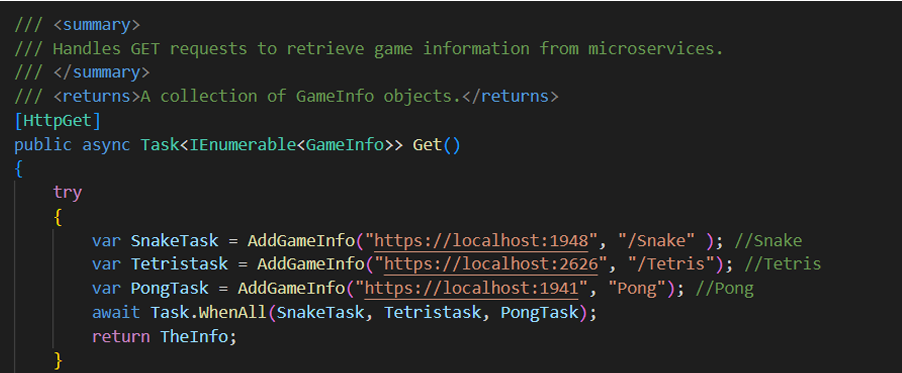 /// <summary>
/// Handles GET requests to retrieve game information from microservices.
/// </summary>
/// <returns>A collection of GameInfo objects.</returns>
[HttpGet]
public async Task<IEnumerable<GameInfo>> Get()
{
try
{
var SnakeTask = AddGameInfo("https://localhost:1948", "/Snake" ); //Snake
var Tetristask = AddGameInfo("https://localhost:2626", "/Tetris"); //Tetris
var PongTask = AddGameInfo("https://localhost:1941", "Pong"); //Pong
await Task.WhenAll(SnakeTask, Tetristask, PongTask);
return TheInfo;
}